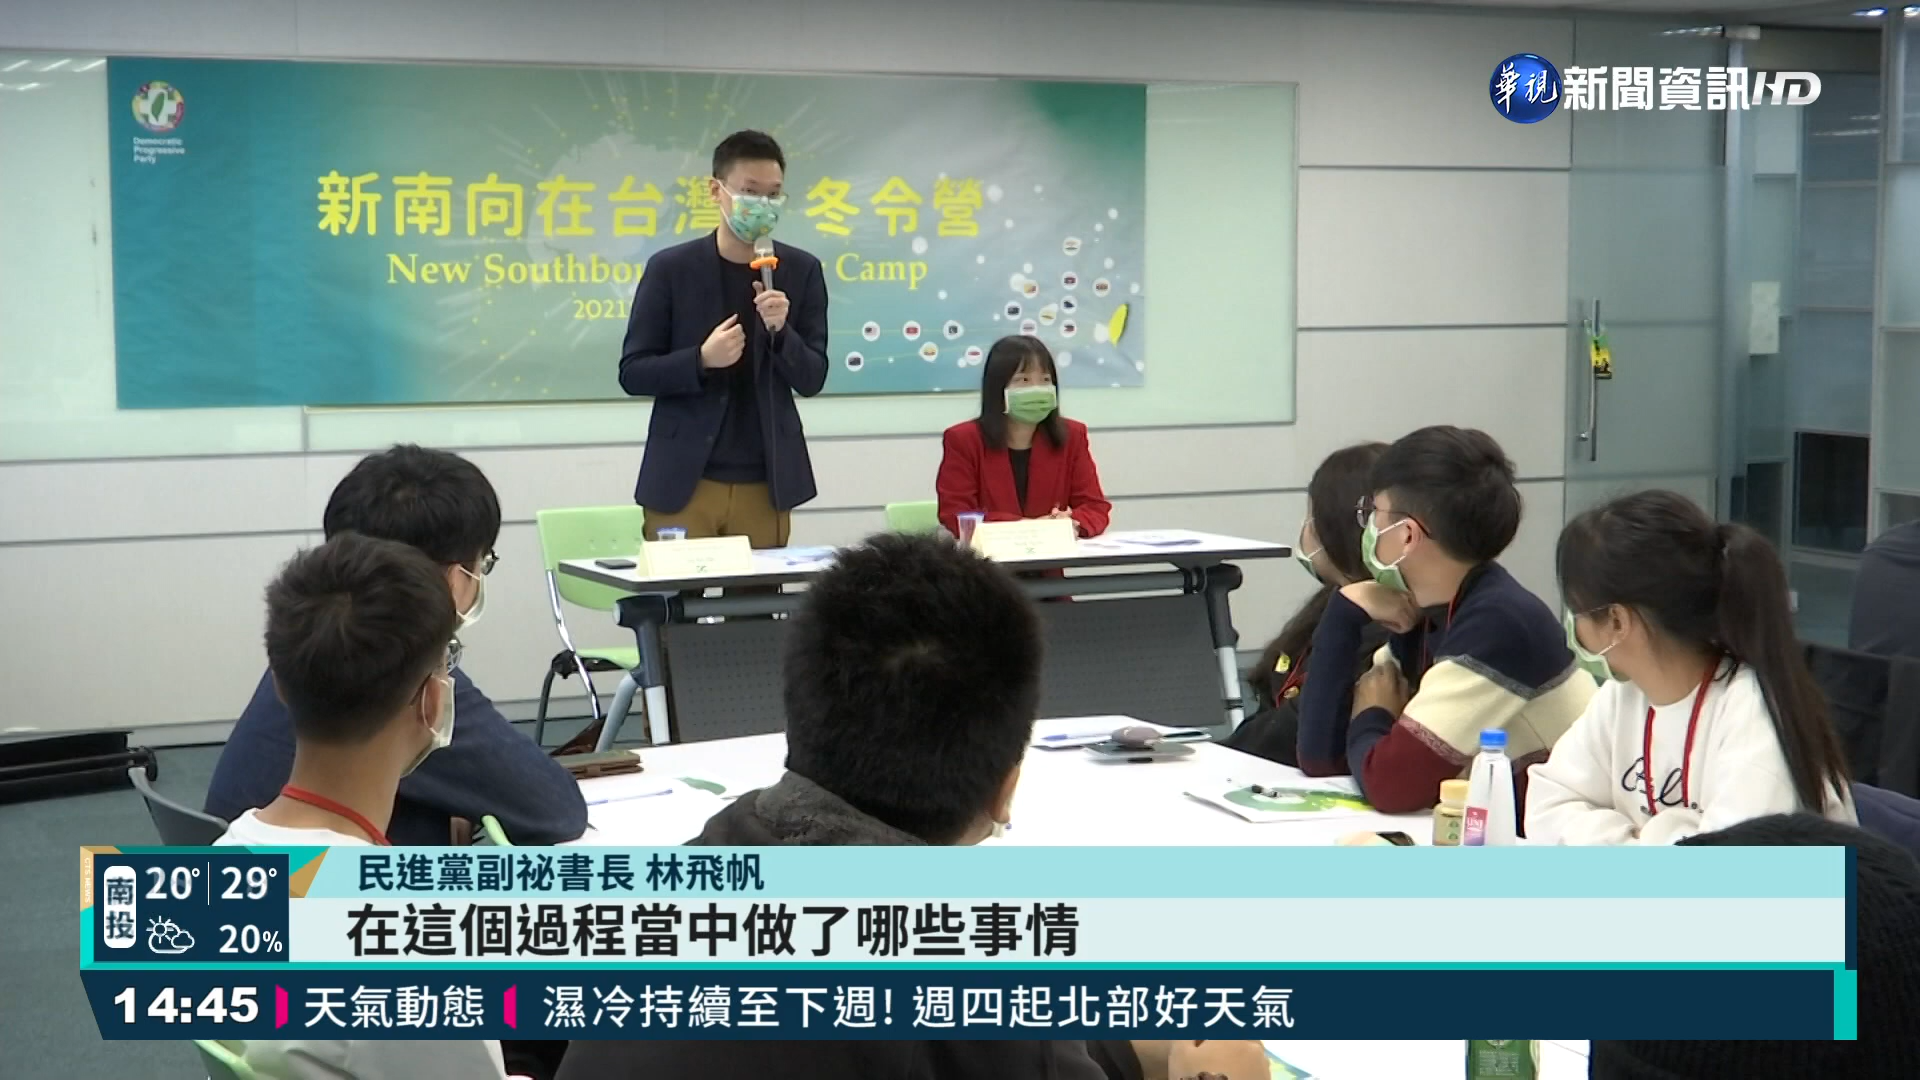 華視新聞資訊HD
Democratic
Progressive
Party
新南向在台灣 冬令營
New Southbou Camp
2021
民進黨副祕書長 林飛帆
在這個過程當中做了哪些事情
CTS NEWS
南投
20° 29°
20%
14:45 天氣動態 濕冷持續至下週! 週四起北部好天氣